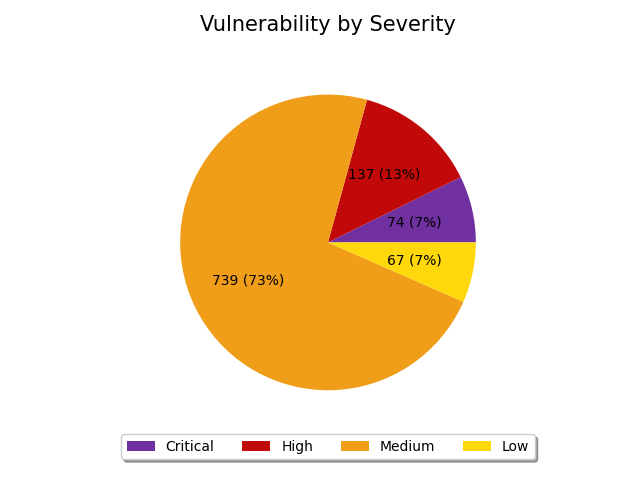 Vulnerability by Severity
137 (13%)
74 (7%)
67 (7%)
739 (73%)
Critical High Medium Low